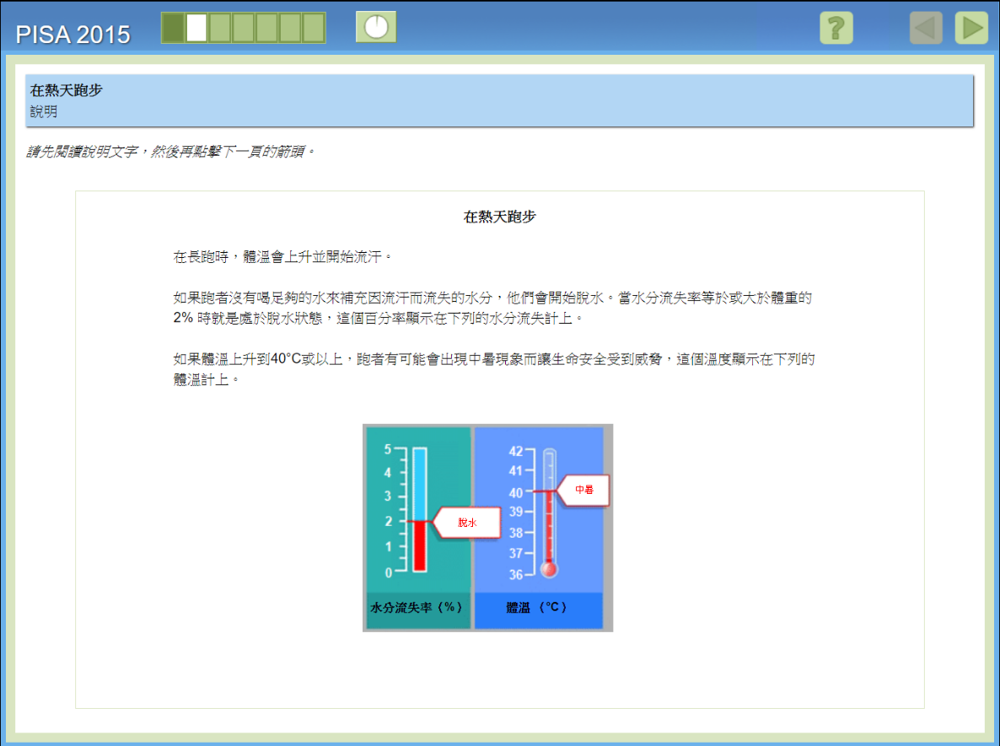 PISA 2015
?
在熱天跑步
說明
請先閱讀說明文字，然後再點擊下一頁的箭頭。
在熱天跑步
在長跑時，體溫會上升並開始流汗。
如果跑者沒有喝足夠的水來補充因流汗而流失的水分，他們會開始脫水。當水分流失率等於或大於體重的
2% 時就是處於脫水狀態，這個百分率顯示在下列的水分流失計上。
如果體溫上升到40°C或以上，跑者有可能會出現中暑現象而讓生命安全受到威脅，這個溫度顯示在下列的
體溫計上。
5
4
3
2
1
0
脫水
水分流失率（%）
42
41
40
39
38
37
36
中暑
體溫（°C）